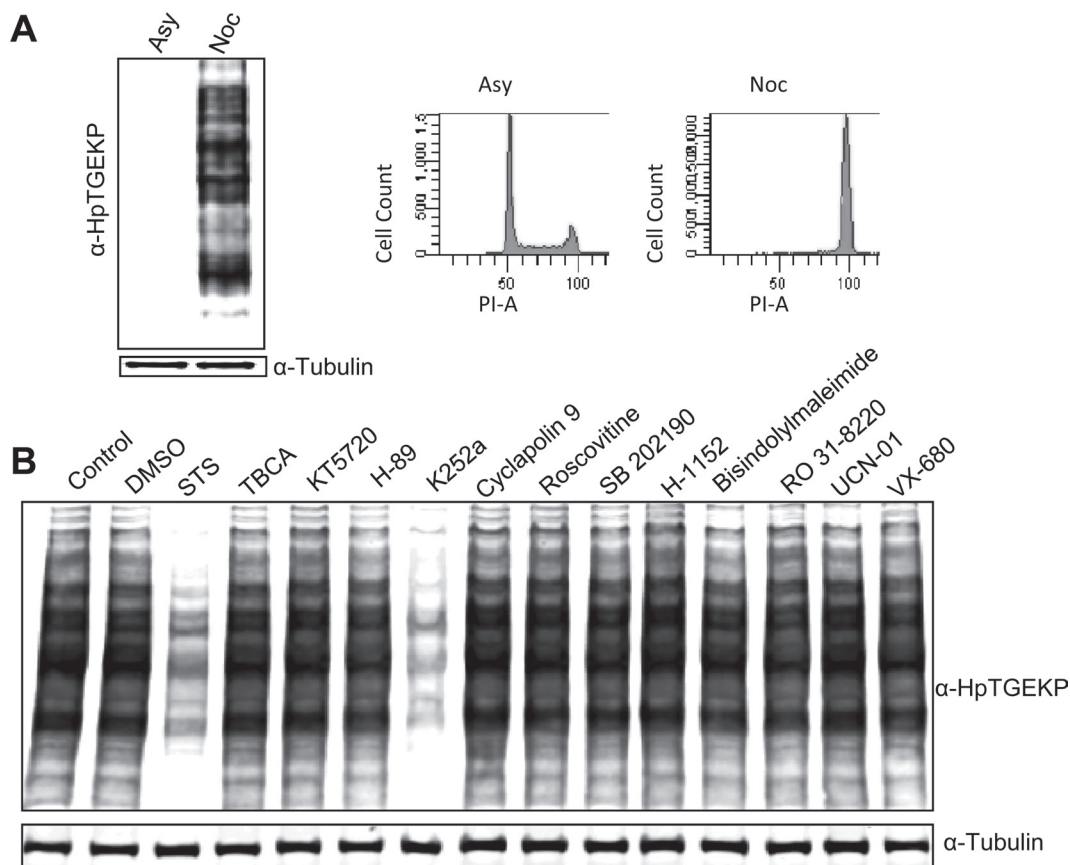 A
Asy
Noc
α-HpTGEKP
α-Tubulin
Asy
Cell Count
500
1,000
1,5
50
100
PI-A
Noc
Cell Count
0
50
100
PI-A
B
Control
DMSO
STS
TBCA
KT5720
H-89
K252a
Cyclapolin 9
Roscovitine
SB 202190
H-1152
Bisindolylmaleimide
RO 31-8220
UCN-01
VX-680
α-HpTGEKP
α-Tubulin